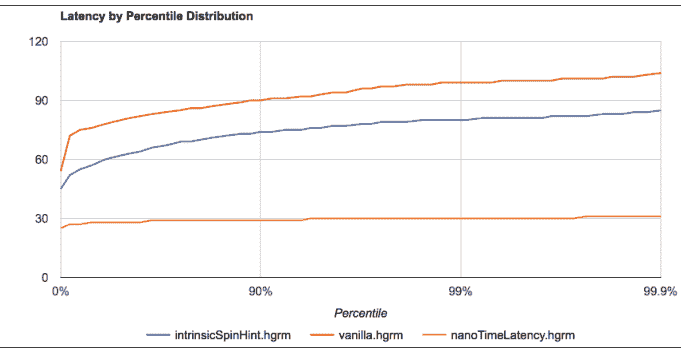 Latency by Percentile Distribution
120
90
60
30
0
0% 90% 99% 99.9%
Percentile
intrinsicSpinHint.hgrm vanilla.hgrm nanoTimeLatency.hgrm